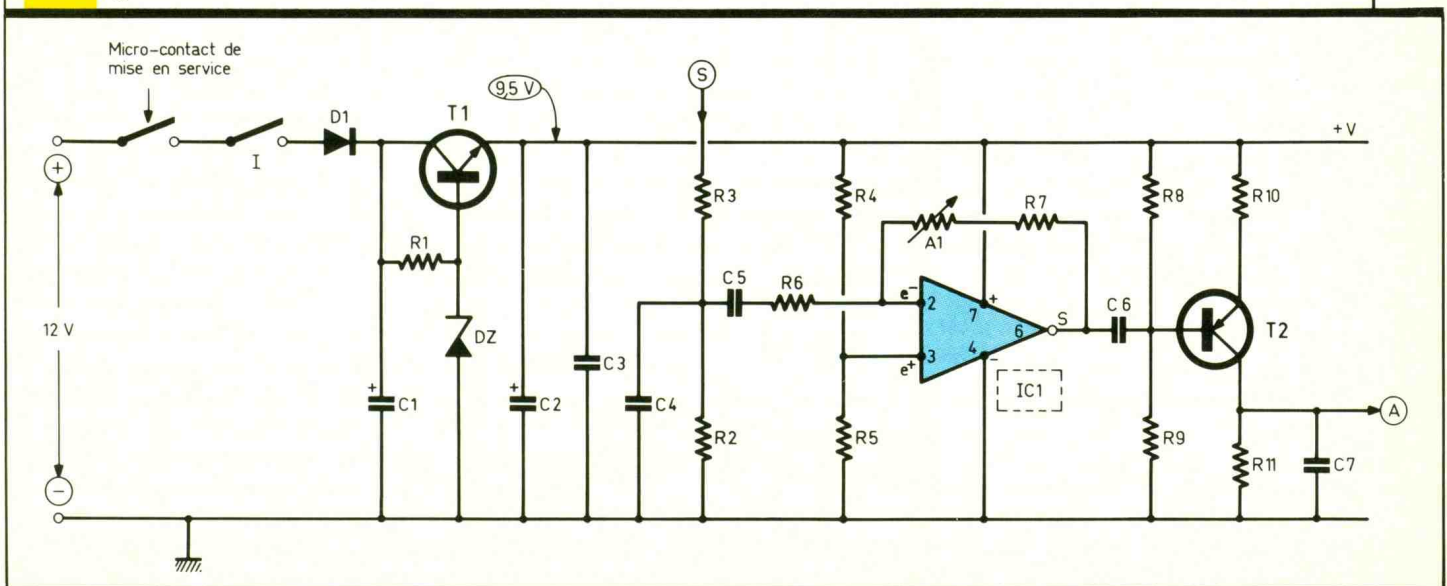 Micro-contact de
mise en service
I
D1
T1
9,5 V
S
+V
+
12 V
−
R1
DZ
C1
C2
C3
C4
R3
R2
C5
R6
R4
R5
A1
R7
e-
2
3
e+
7
+
6
4
−
S
IC1
C6
R8
R9
R10
T2
R11
C7
A